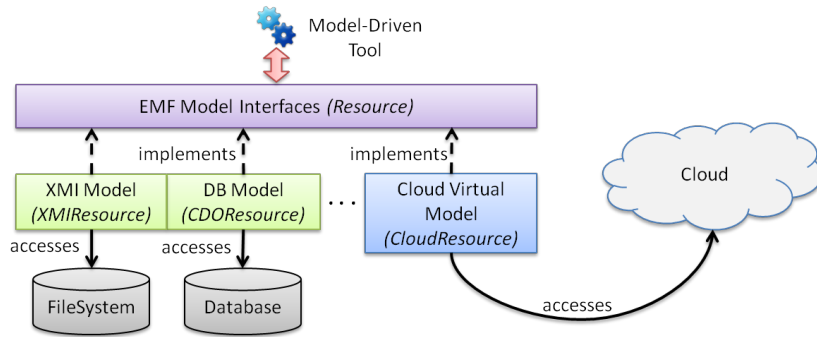 Model-Driven
Tool
EMF Model Interfaces (Resource)
implements
implements
XMI Model
(XMIResource)
DB Model
(CDOResource)
...
Cloud Virtual
Model
(CloudResource)
Cloud
accesses
accesses
FileSystem
Database
accesses